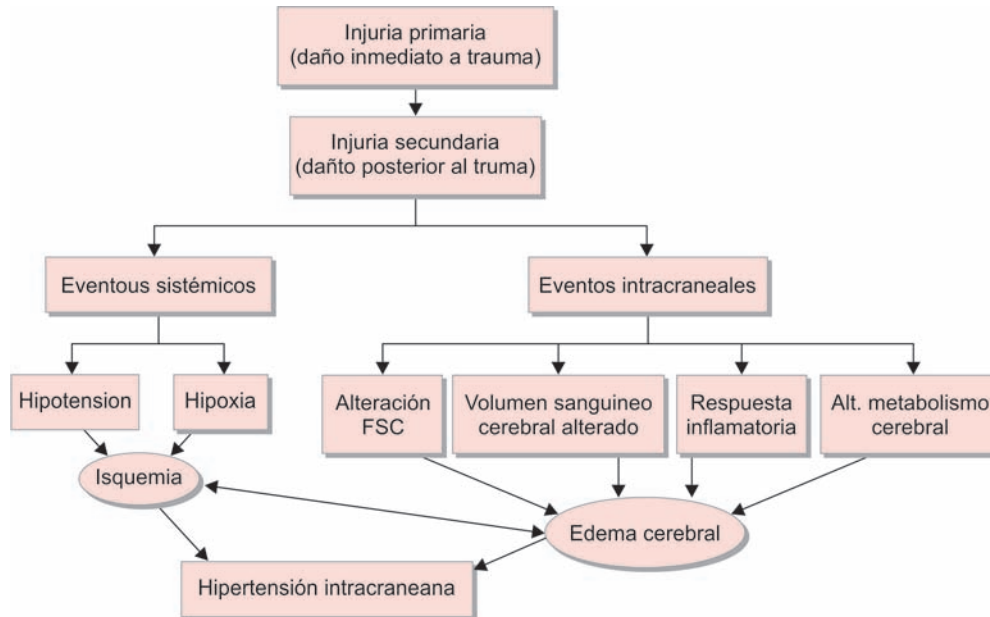 Injuria primaria
(daño inmediato a trauma)
Injuria secundaria
(dañto posterior al truma)
Eventous sistémicos
Eventos intracraneales
Hipotension
Hipoxia
Alteración
FSC
Volumen sanguineo
cerebral alterado
Respuesta
inflamatoria
Alt. metabolismo
cerebral
Isquemia
Edema cerebral
Hipertensión intracraneana